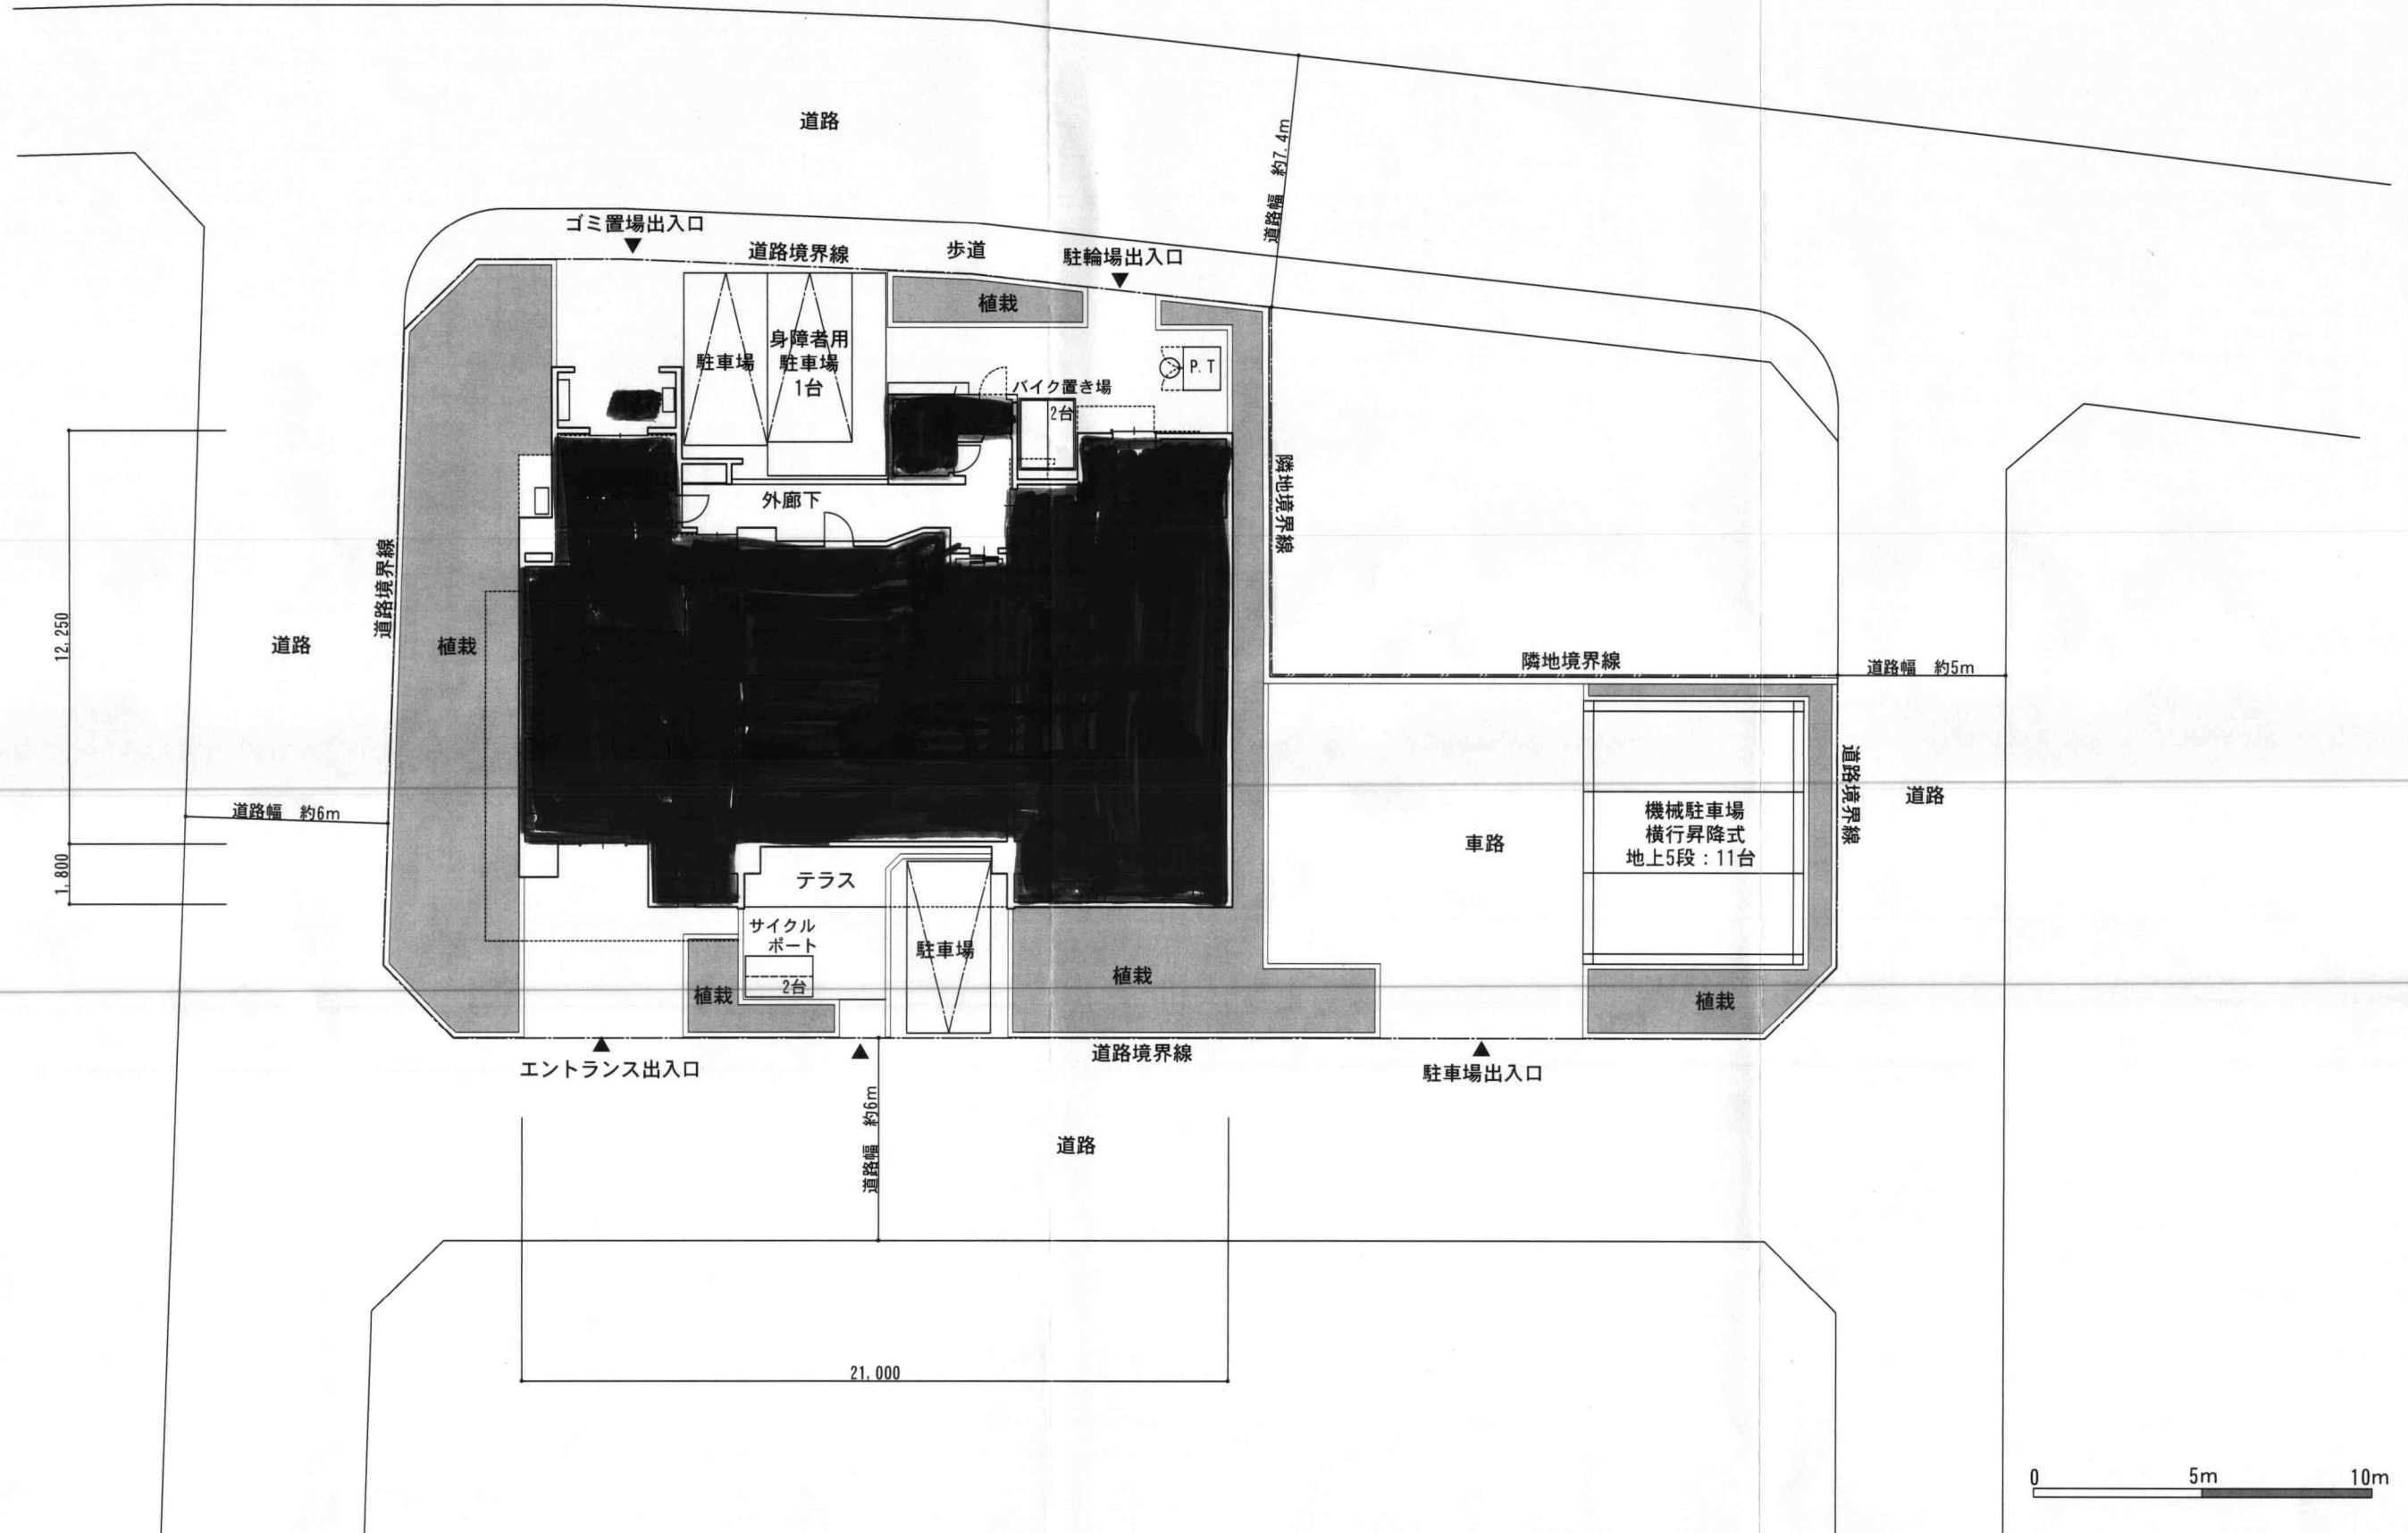 道路
道路幅 約7.4m
ゴミ置場出入口
道路境界線
歩道
駐輪場出入口
植栽
駐車場
身障者用
駐車場
1台
P.T
バイク置き場
2台
外廊下
隣地境界線
道路境界線
12,250
道路
植栽
隣地境界線
道路幅 約5m
道路幅 約6m
1,800
テラス
車路
機械駐車場
横行昇降式
地上5段：11台
道路境界線
道路
サイクル
ポート
2台
駐車場
植栽
植栽
植栽
エントランス出入口
道路境界線
駐車場出入口
道路幅 約6m
道路
21,000
0 5m 10m